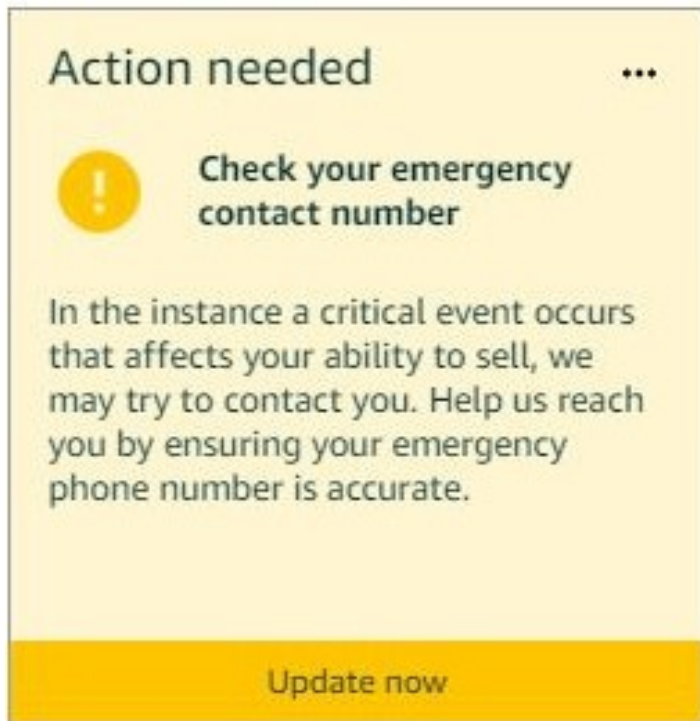 Action needed
Check your emergency
contact number
In the instance a critical event occurs
that affects your ability to sell, we
may try to contact you. Help us reach
you by ensuring your emergency
phone number is accurate.
Update now